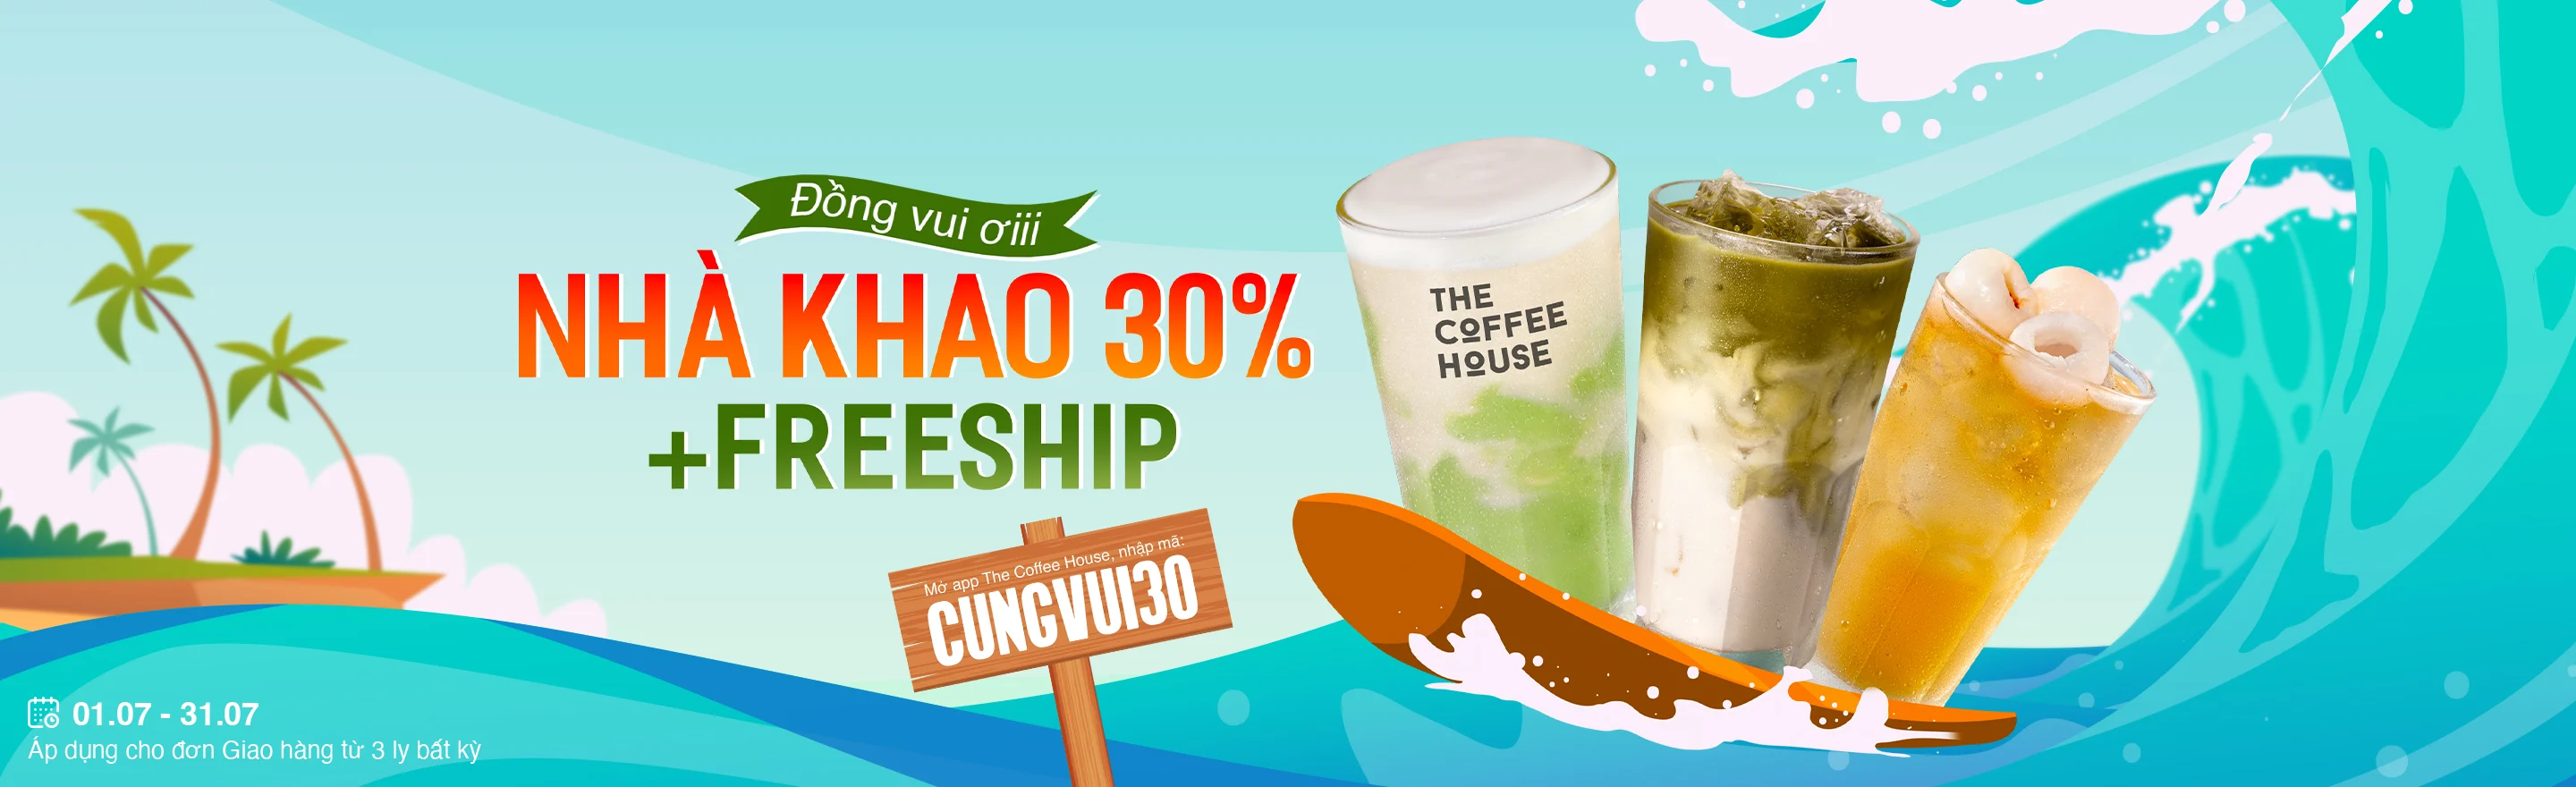 Đồng vui ơiii
NHÀ KHAO 30%
+FREESHIP
THE
COFFEE
HOUSE
Mở app The Coffee House, nhập mã:
CUNGVUI30
01.07 - 31.07
Áp dụng cho đơn Giao hàng từ 3 ly bất kỳ